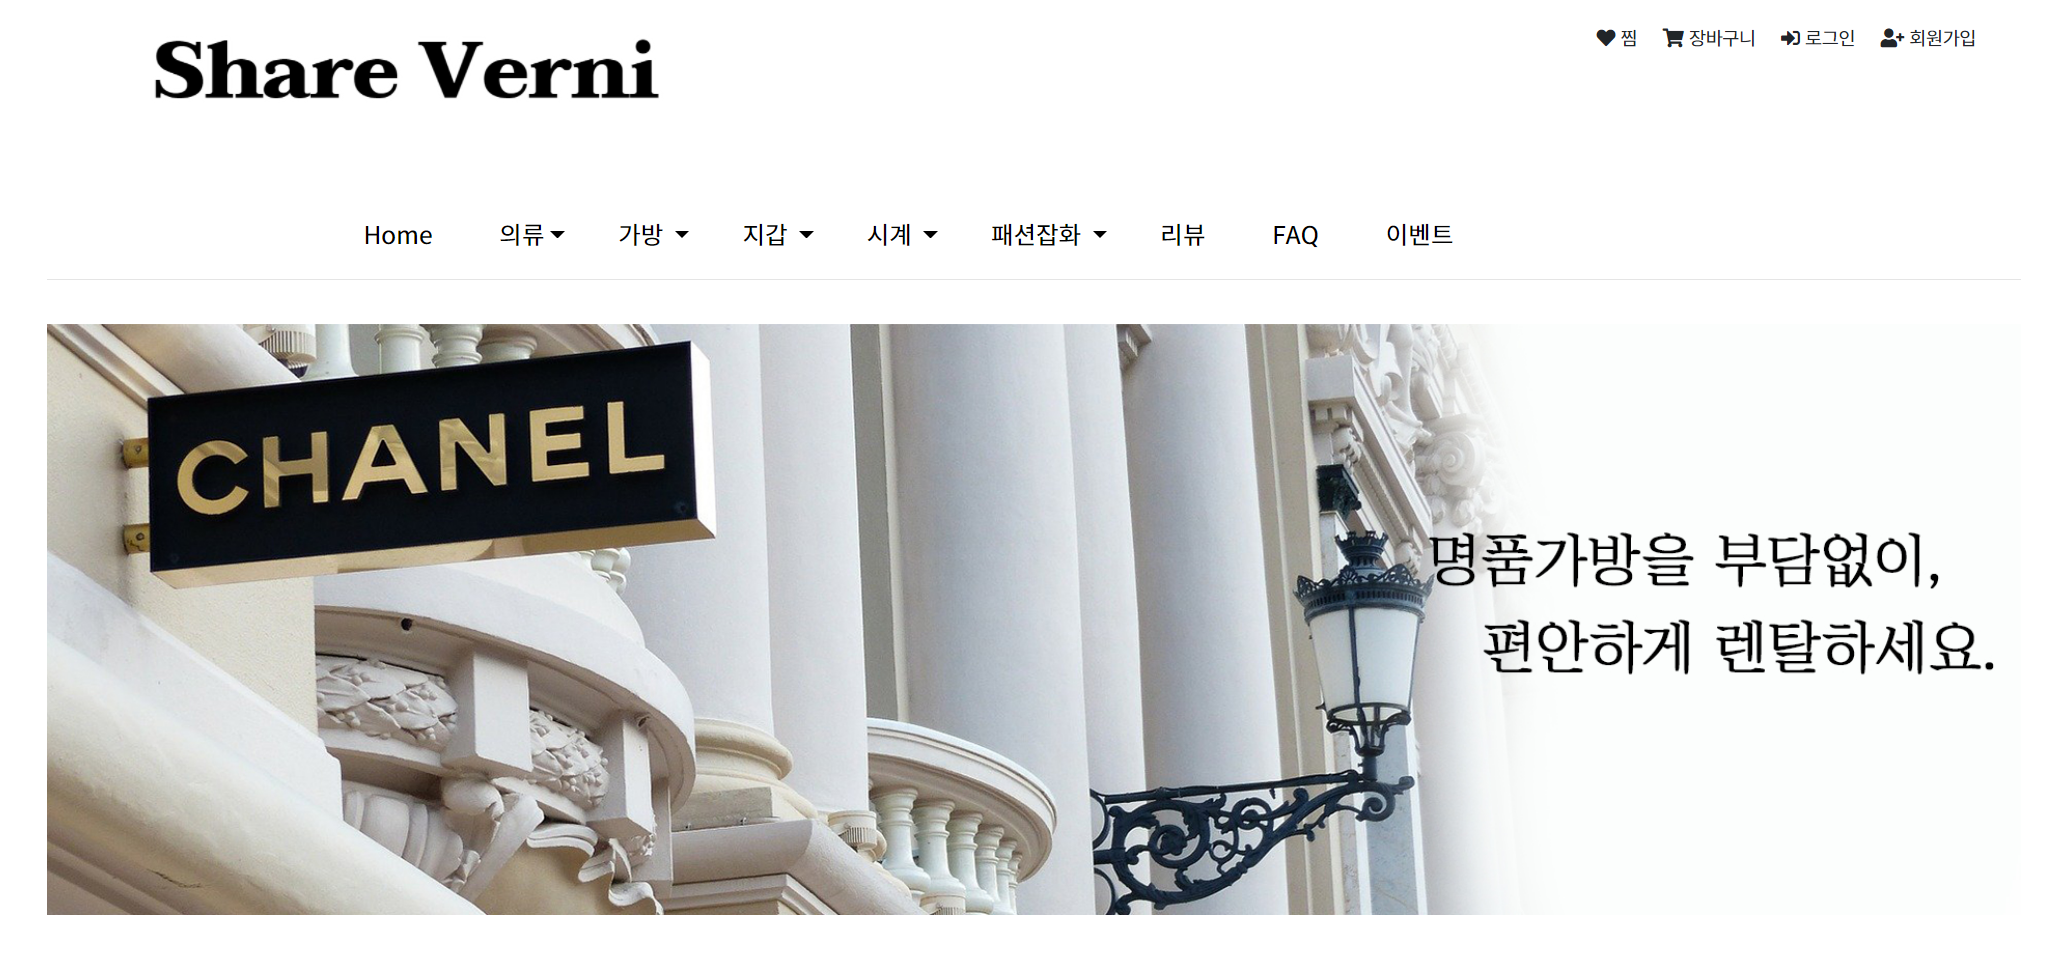 Share Verni
찜 장바구니 로그인 회원가입
Home 의류 가방 지갑 시계 패션잡화 리뷰 FAQ 이벤트
CHANEL
명품가방을 부담없이,
편안하게 렌탈하세요.